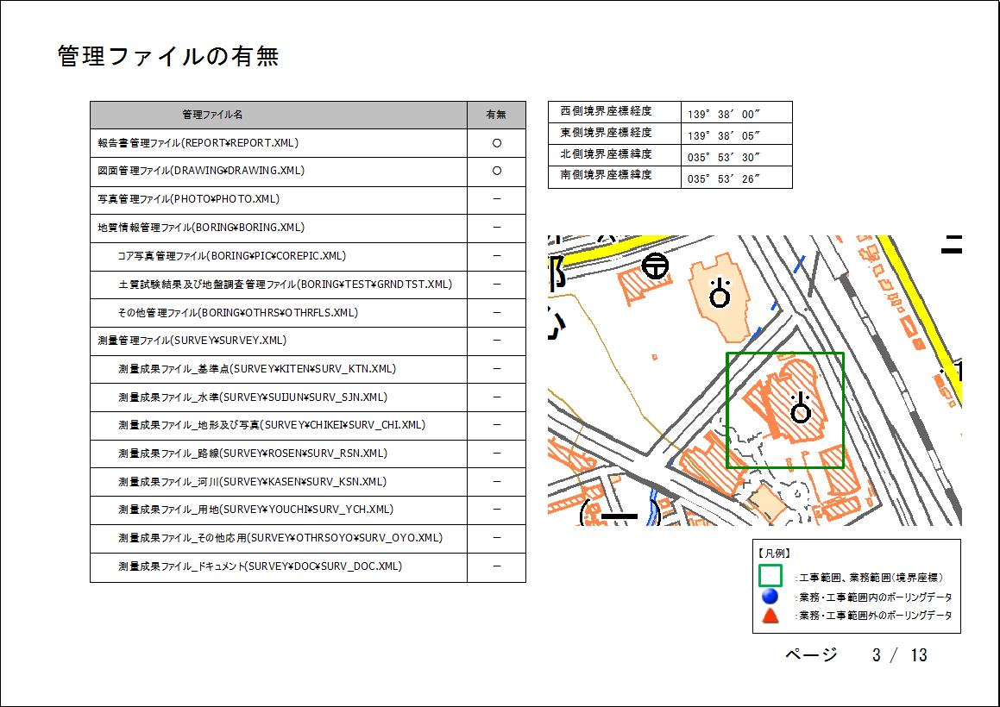 管理ファイルの有無
管理ファイル名 有無
報告書管理ファイル(REPORT¥REPORT.XML) ○
図面管理ファイル(DRAWING¥DRAWING.XML) ○
写真管理ファイル(PHOTO¥PHOTO.XML) －
地質情報管理ファイル(BORING¥BORING.XML) －
コア写真管理ファイル(BORING¥PIC¥COREPIC.XML) －
土質試験結果及び地盤調査管理ファイル(BORING¥TEST¥GRNDTST.XML) －
その他管理ファイル(BORING¥OTHRS¥OTHRFLS.XML) －
測量管理ファイル(SURVEY¥SURVEY.XML) －
測量成果ファイル_基準点(SURVEY¥KITEN¥SURV_KTN.XML) －
測量成果ファイル_水準(SURVEY¥SUIJUN¥SURV_SJN.XML) －
測量成果ファイル_地形及び写真(SURVEY¥CHIKEI¥SURV_CHI.XML) －
測量成果ファイル_路線(SURVEY¥ROSEN¥SURV_RSN.XML) －
測量成果ファイル_河川(SURVEY¥KASEN¥SURV_KSN.XML) －
測量成果ファイル_用地(SURVEY¥YOUCHI¥SURV_YCH.XML) －
測量成果ファイル_その他応用(SURVEY¥OTHRSOYO¥SURV_OYO.XML) －
測量成果ファイル_ドキュメント(SURVEY¥DOC¥SURV_DOC.XML) －
西側境界座標経度 139° 38′ 00″
東側境界座標経度 139° 38′ 05″
北側境界座標緯度 035° 53′ 30″
南側境界座標緯度 035° 53′ 26″
都
心
【凡例】
：工事範囲、業務範囲(境界座標)
：業務・工事範囲内のボーリングデータ
：業務・工事範囲外のボーリングデータ
ページ 3 / 13